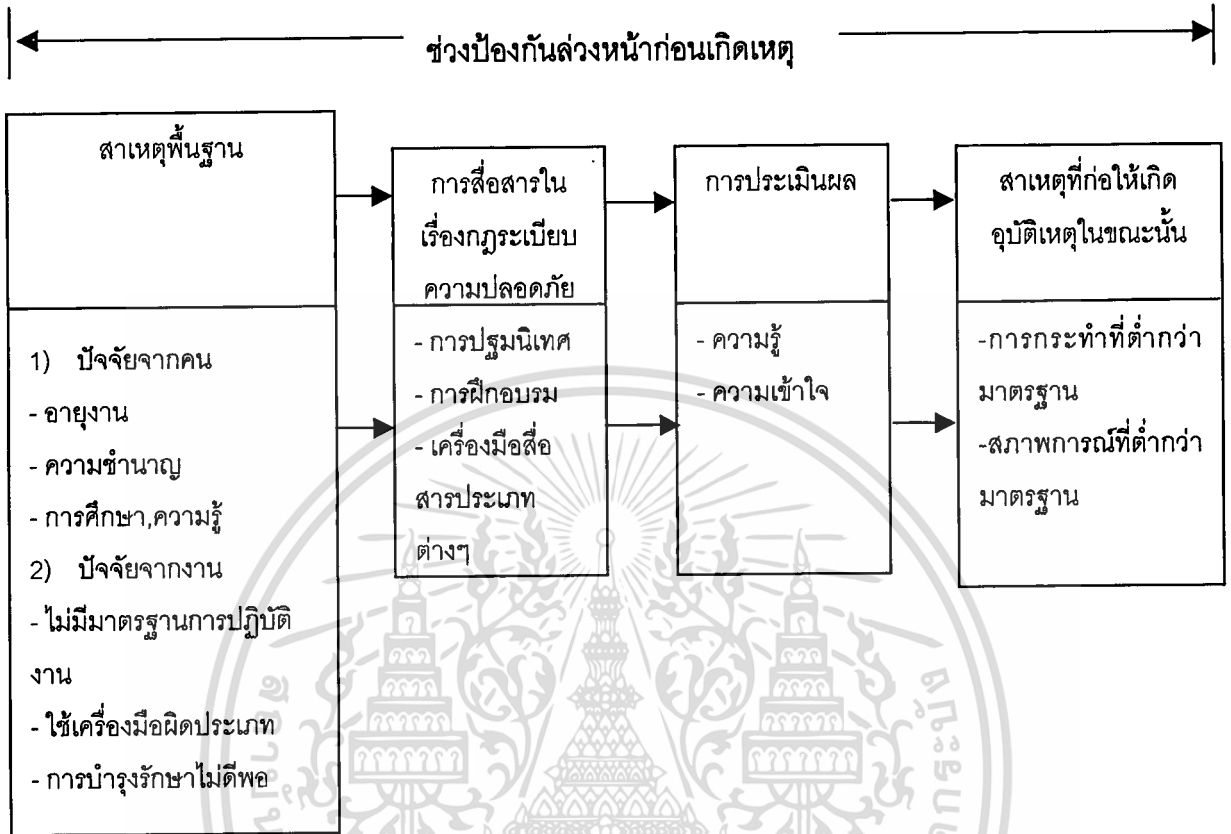 ช่วงป้องกันล่วงหน้าก่อนเกิดเหตุ
สาเหตุพื้นฐาน
1) ปัจจัยจากคน
- อายุงาน
- ความชำนาญ
- การศึกษา,ความรู้
2) ปัจจัยจากงาน
- ไม่มีมาตรฐานการปฏิบัติ
งาน
- ใช้เครื่องมือผิดประเภท
- การบำรุงรักษาไม่ดีพอ
การสื่อสารใน
เรื่องกฎระเบียบ
ความปลอดภัย
- การปฐมนิเทศ
- การฝึกอบรม
- เครื่องมือสื่อ
สารประเภท
ต่างๆ
การประเมินผล
- ความรู้
- ความเข้าใจ
สาเหตุที่ก่อให้เกิด
อุบัติเหตุในขณะนั้น
-การกระทำที่ต่ำกว่า
มาตรฐาน
-สภาพการณ์ที่ต่ำกว่า
มาตรฐาน